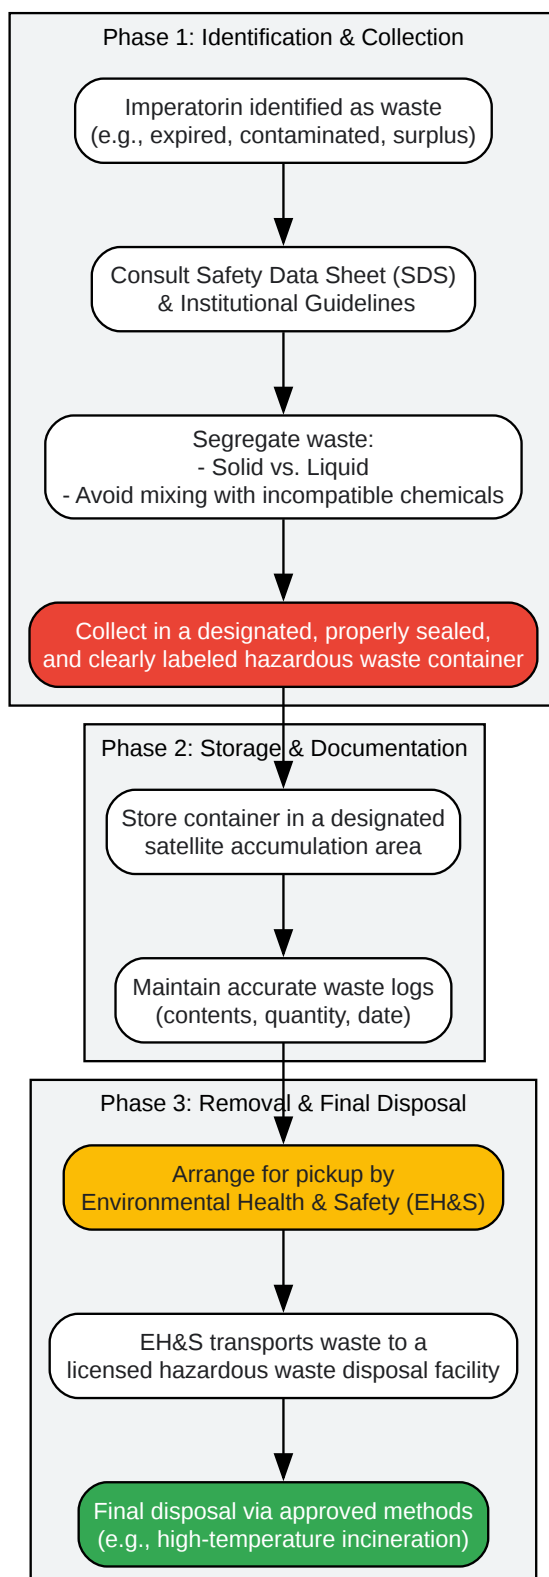 Phase 1: Identification & Collection
Imperatorin identified as waste
(e.g., expired, contaminated, surplus)
Consult Safety Data Sheet (SDS)
& Institutional Guidelines
Segregate waste:
- Solid vs. Liquid
- Avoid mixing with incompatible chemicals
Collect in a designated, properly sealed,
and clearly labeled hazardous waste container
Phase 2: Storage & Documentation
Store container in a designated
satellite accumulation area
Maintain accurate waste logs
(contents, quantity, date)
Phase 3: Removal & Final Disposal
Arrange for pickup by
Environmental Health & Safety (EH&S)
EH&S transports waste to a
licensed hazardous waste disposal facility
Final disposal via approved methods
(e.g., high-temperature incineration)